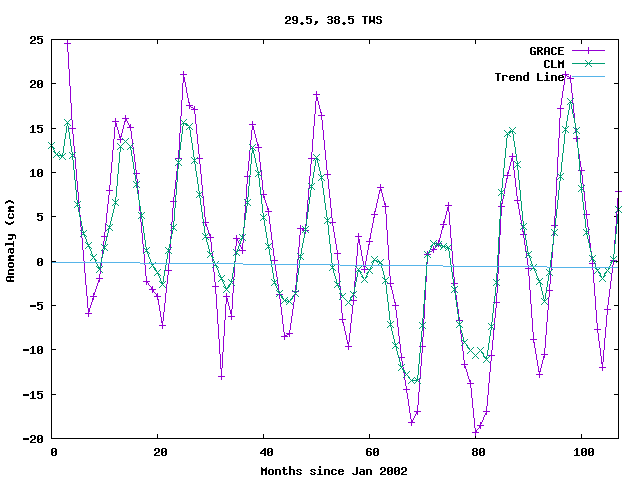 29.5, 38.5 TWS
GRACE
CLM
Trend Line
Anomaly (cm)
25
20
15
10
5
0
-5
-10
-15
-20
0 20 40 60 80 100
Months since Jan 2002